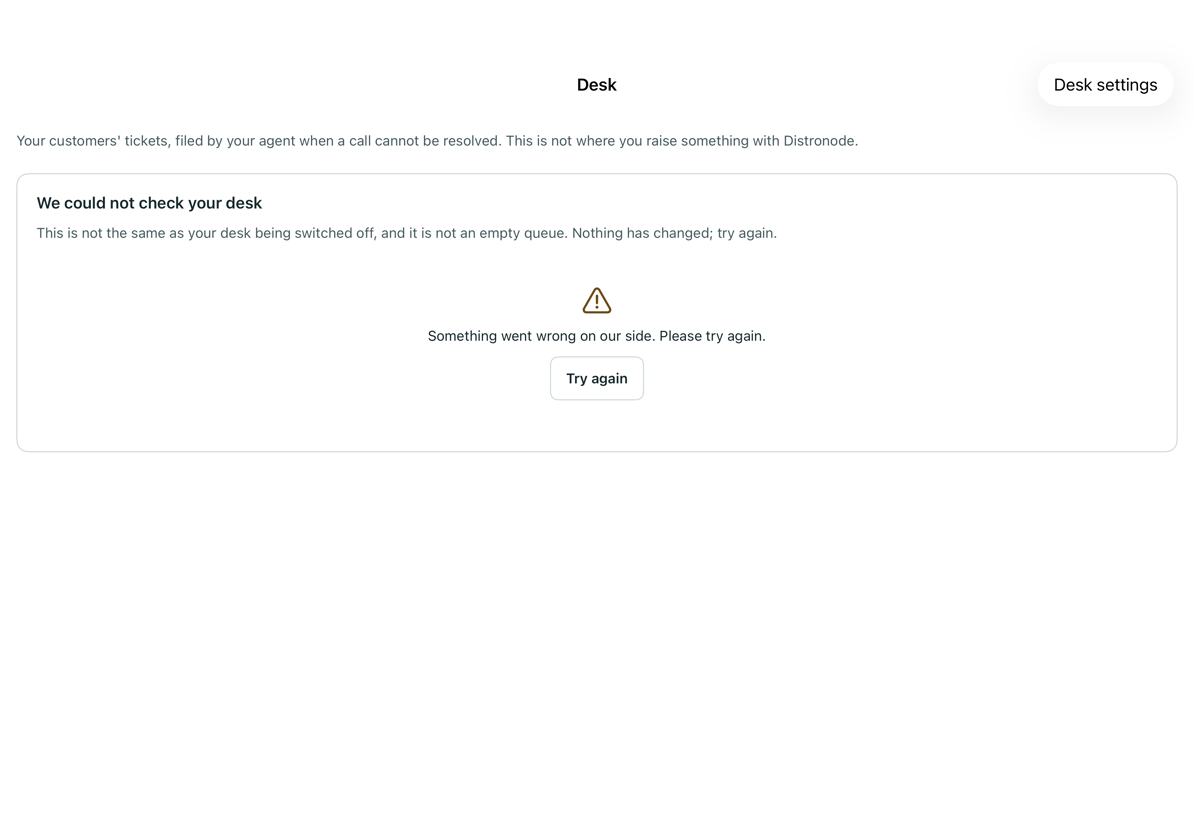 Desk
Desk settings
Your customers' tickets, filed by your agent when a call cannot be resolved. This is not where you raise something with Distronode.
We could not check your desk
This is not the same as your desk being switched off, and it is not an empty queue. Nothing has changed; try again.
Something went wrong on our side. Please try again.
Try again